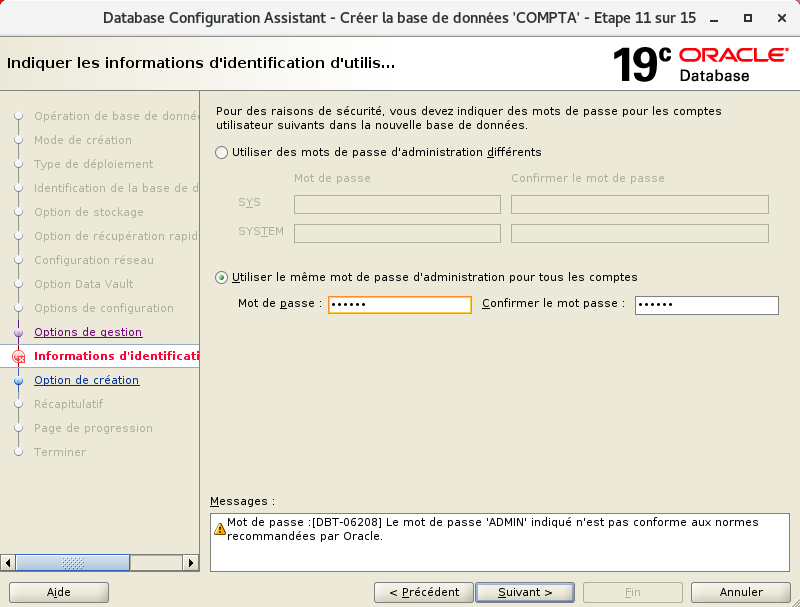 Database Configuration Assistant - Créer la base de données 'COMPTA' - Etape 11 sur 15
Indiquer les informations d'identification d'utilis...
19c ORACLE
Database
Opération de base de donné
Mode de création
Type de déploiement
Identification de la base de d
Option de stockage
Option de récupération rapid
Configuration réseau
Option Data Vault
Options de configuration
Options de gestion
Informations d'identificati
Option de création
Récapitulatif
Page de progression
Terminer
Pour des raisons de sécurité, vous devez indiquer des mots de passe pour les comptes
utilisateur suivants dans la nouvelle base de données.
Utiliser des mots de passe d'administration différents
Mot de passe Confirmer le mot de passe
SYS
SYSTEM
Utiliser le même mot de passe d'administration pour tous les comptes
Mot de passe : •••••• Confirmer le mot passe : ••••••
Messages :
Mot de passe :[DBT-06208] Le mot de passe 'ADMIN' indiqué n'est pas conforme aux normes
recommandées par Oracle.
Aide < Précédent Suivant > Fin Annuler